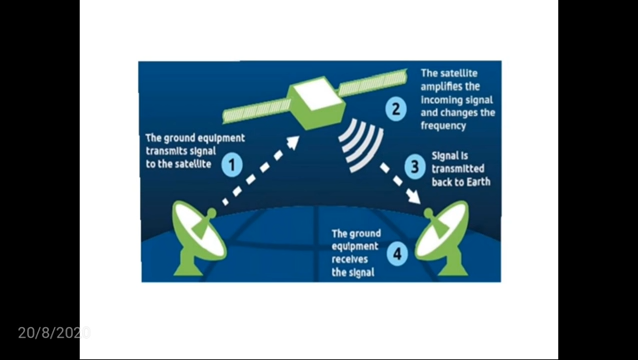 The ground equipment
transmits signal
to the satellite
1
The satellite
amplifies the
incoming signal
and changes the
frequency
2
Signal is
transmitted
back to Earth
3
The ground
equipment
receives
the signal
4
20/8/2020